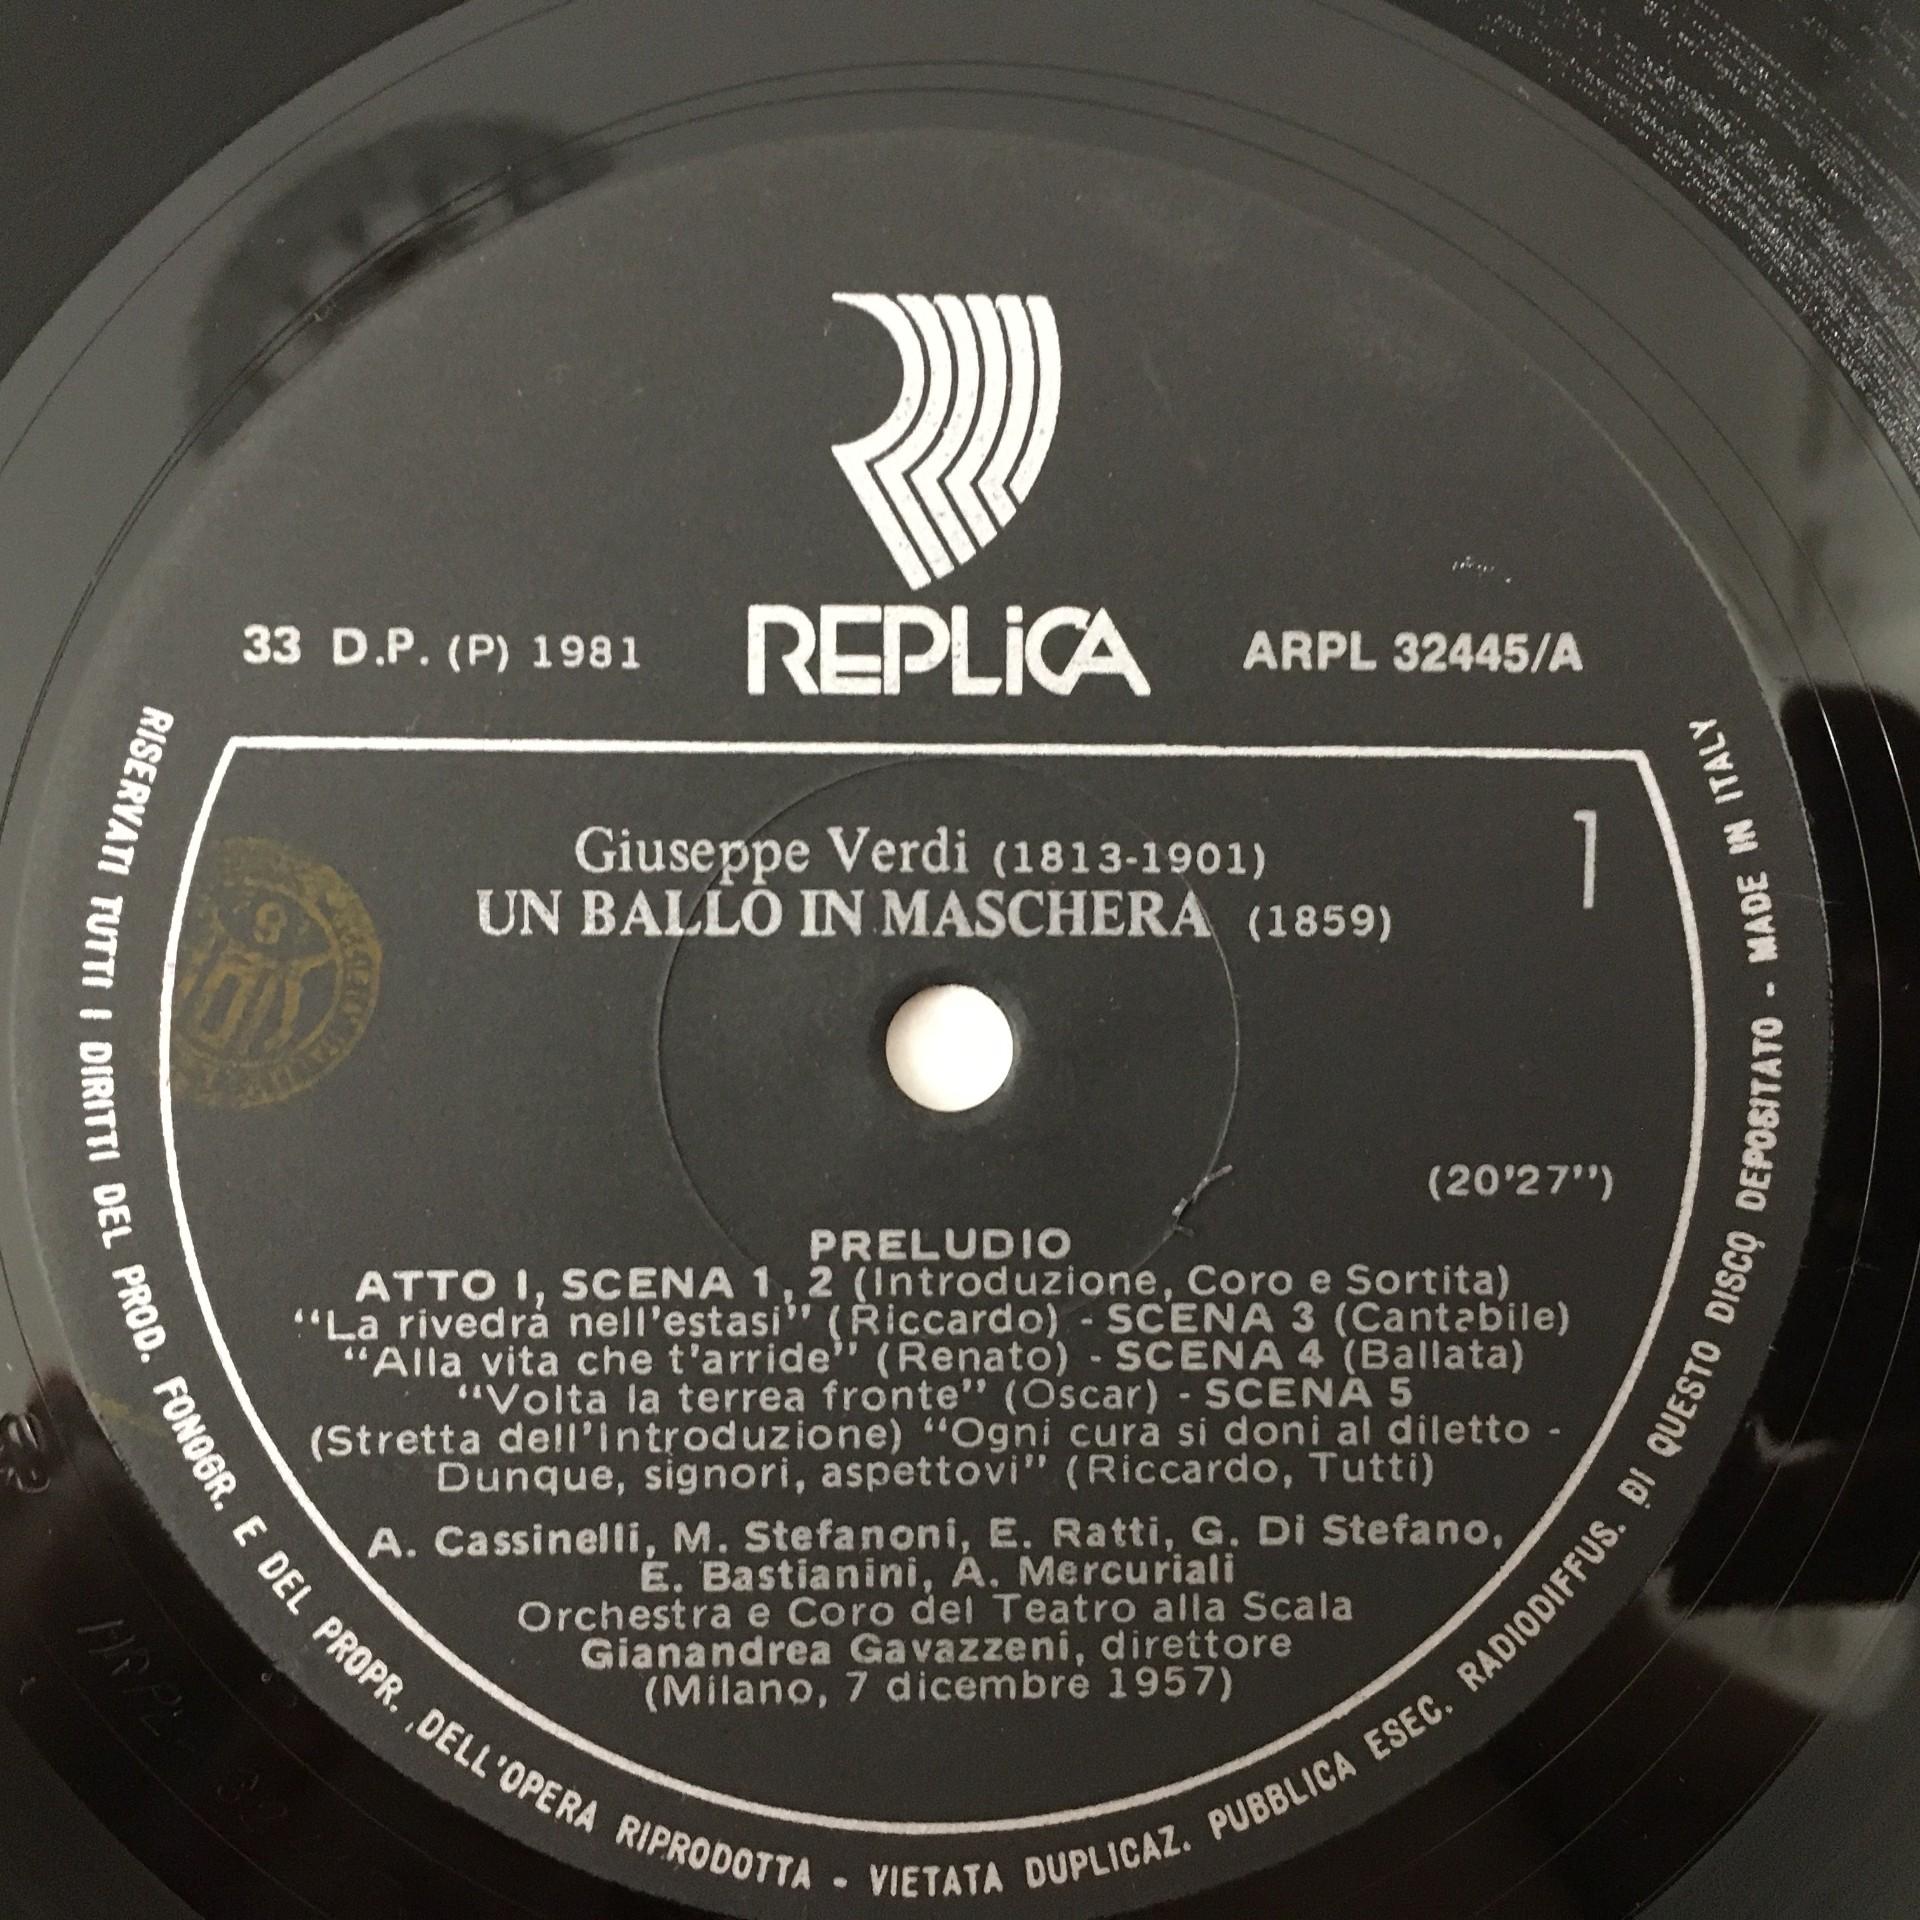 REPLiCA
33 D.P. (P) 1981
ARPL 32445/A
1
Giuseppe Verdi (1813-1901)
UN BALLO IN MASCHERA (1859)
(20'27'')
PRELUDIO
ATTO I, SCENA 1, 2 (Introduzione, Coro e Sortita)
“La rivedrà nell'estasi” (Riccardo) - SCENA 3 (Cantabile)
“Alla vita che t'arride” (Renato) - SCENA 4 (Ballata)
“Volta la terrea fronte” (Oscar) - SCENA 5
(Stretta dell'Introduzione) “Ogni cura si doni al diletto -
Dunque, signori, aspettovi” (Riccardo, Tutti)
A. Cassinelli, M. Stefanoni, E. Ratti, G. Di Stefano,
E. Bastianini, A. Mercuriali
Orchestra e Coro del Teatro alla Scala
Gianandrea Gavazzeni, direttore
(Milano, 7 dicembre 1957)
RISERVATI TUTTI I DIRITTI DEL PROD. FONOGR. E DEL PROPR. DELL'OPERA RIPRODOTTA - VIETATA DUPLICAZ. PUBBLICA ESEC. RADIODIFFUS. DI QUESTO DISCO DEPOSITATO - MADE IN ITALY